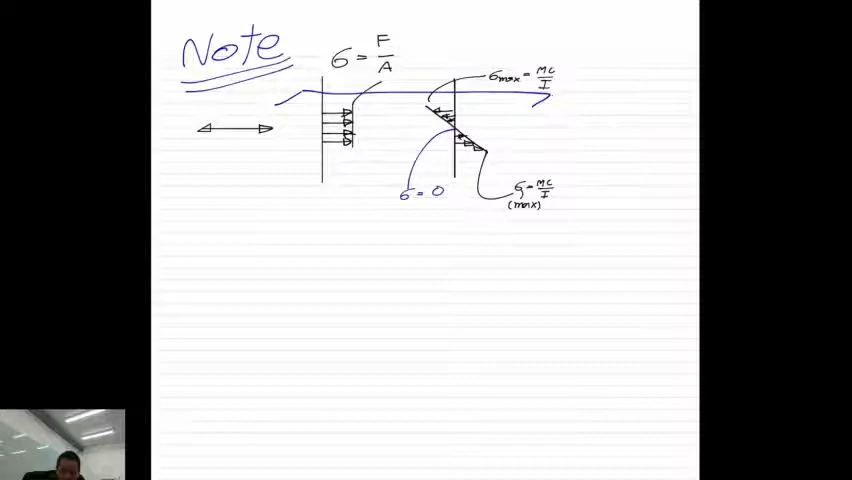 Note
σ = F/A
σmax = MC/I
σ = 0
σ = MC/I
(max)